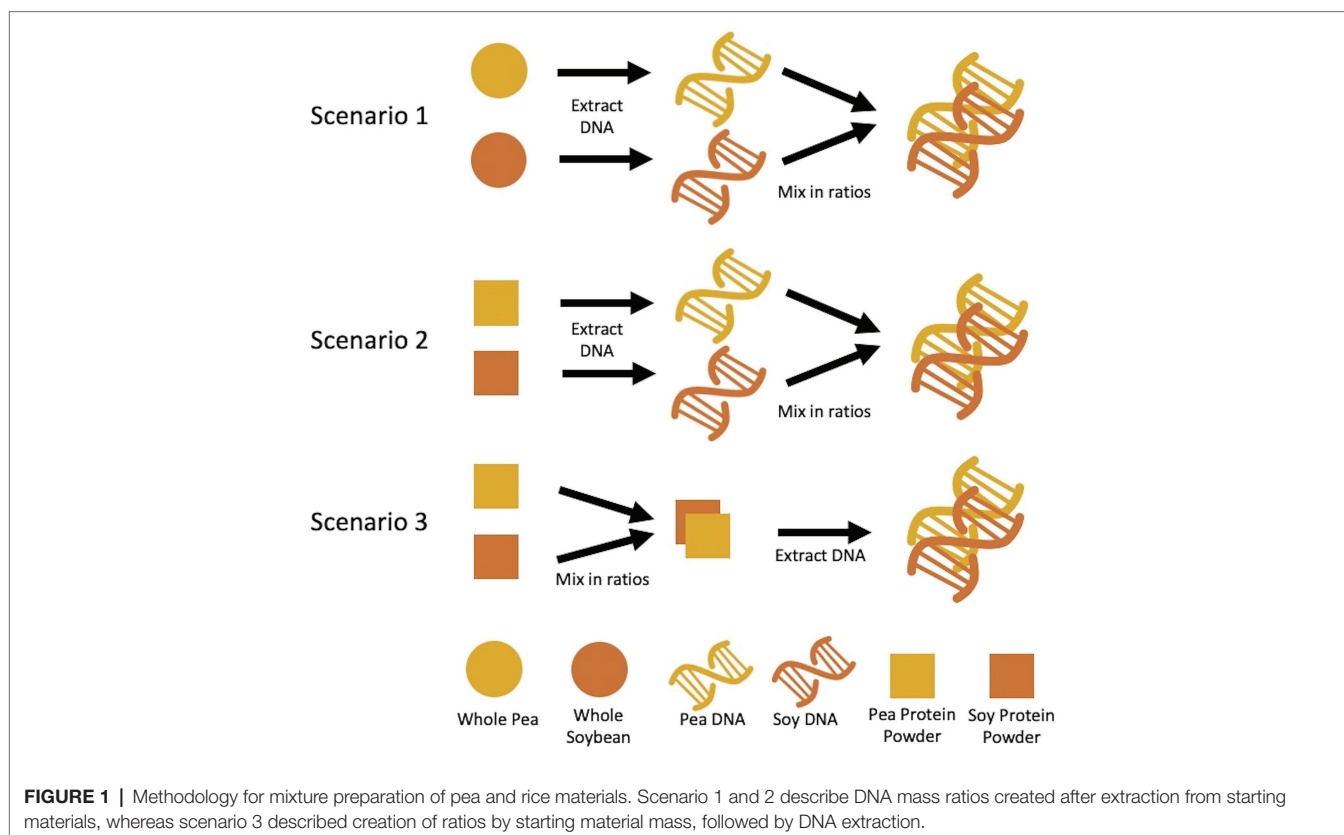 Scenario 1
Extract
DNA
Mix in ratios
Scenario 2
Extract
DNA
Mix in ratios
Scenario 3
Mix in ratios
Extract DNA
Whole Pea
Whole
Soybean
Pea DNA
Soy DNA
Pea Protein
Powder
Soy Protein
Powder
FIGURE 1 | Methodology for mixture preparation of pea and rice materials. Scenario 1 and 2 describe DNA mass ratios created after extraction from starting
materials, whereas scenario 3 described creation of ratios by starting material mass, followed by DNA extraction.